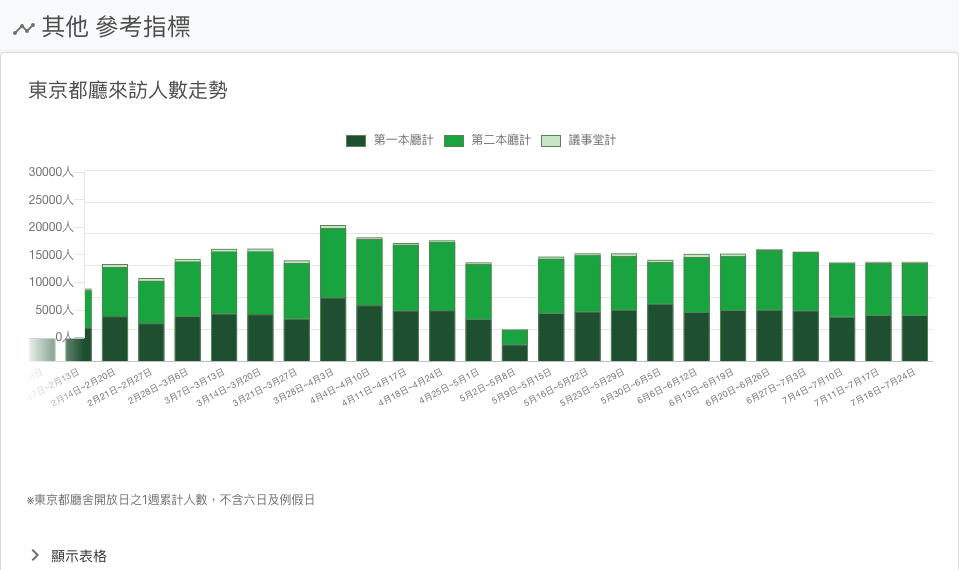 其他 參考指標
東京都廳來訪人數走勢
第一本廳計 第二本廳計 議事堂計
30000人
25000人
20000人
15000人
10000人
5000人
0人
2月14日~2月20日
2月21日~2月27日
2月28日~3月6日
3月7日~3月13日
3月14日~3月20日
3月21日~3月27日
3月28日~4月3日
4月4日~4月10日
4月11日~4月17日
4月18日~4月24日
4月25日~5月1日
5月2日~5月8日
5月9日~5月15日
5月16日~5月22日
5月23日~5月29日
5月30日~6月5日
6月6日~6月12日
6月13日~6月19日
6月20日~6月26日
6月27日~7月3日
7月4日~7月10日
7月11日~7月17日
7月18日~7月24日
※東京都廳舍開放日之1週累計人數，不含六日及例假日
顯示表格